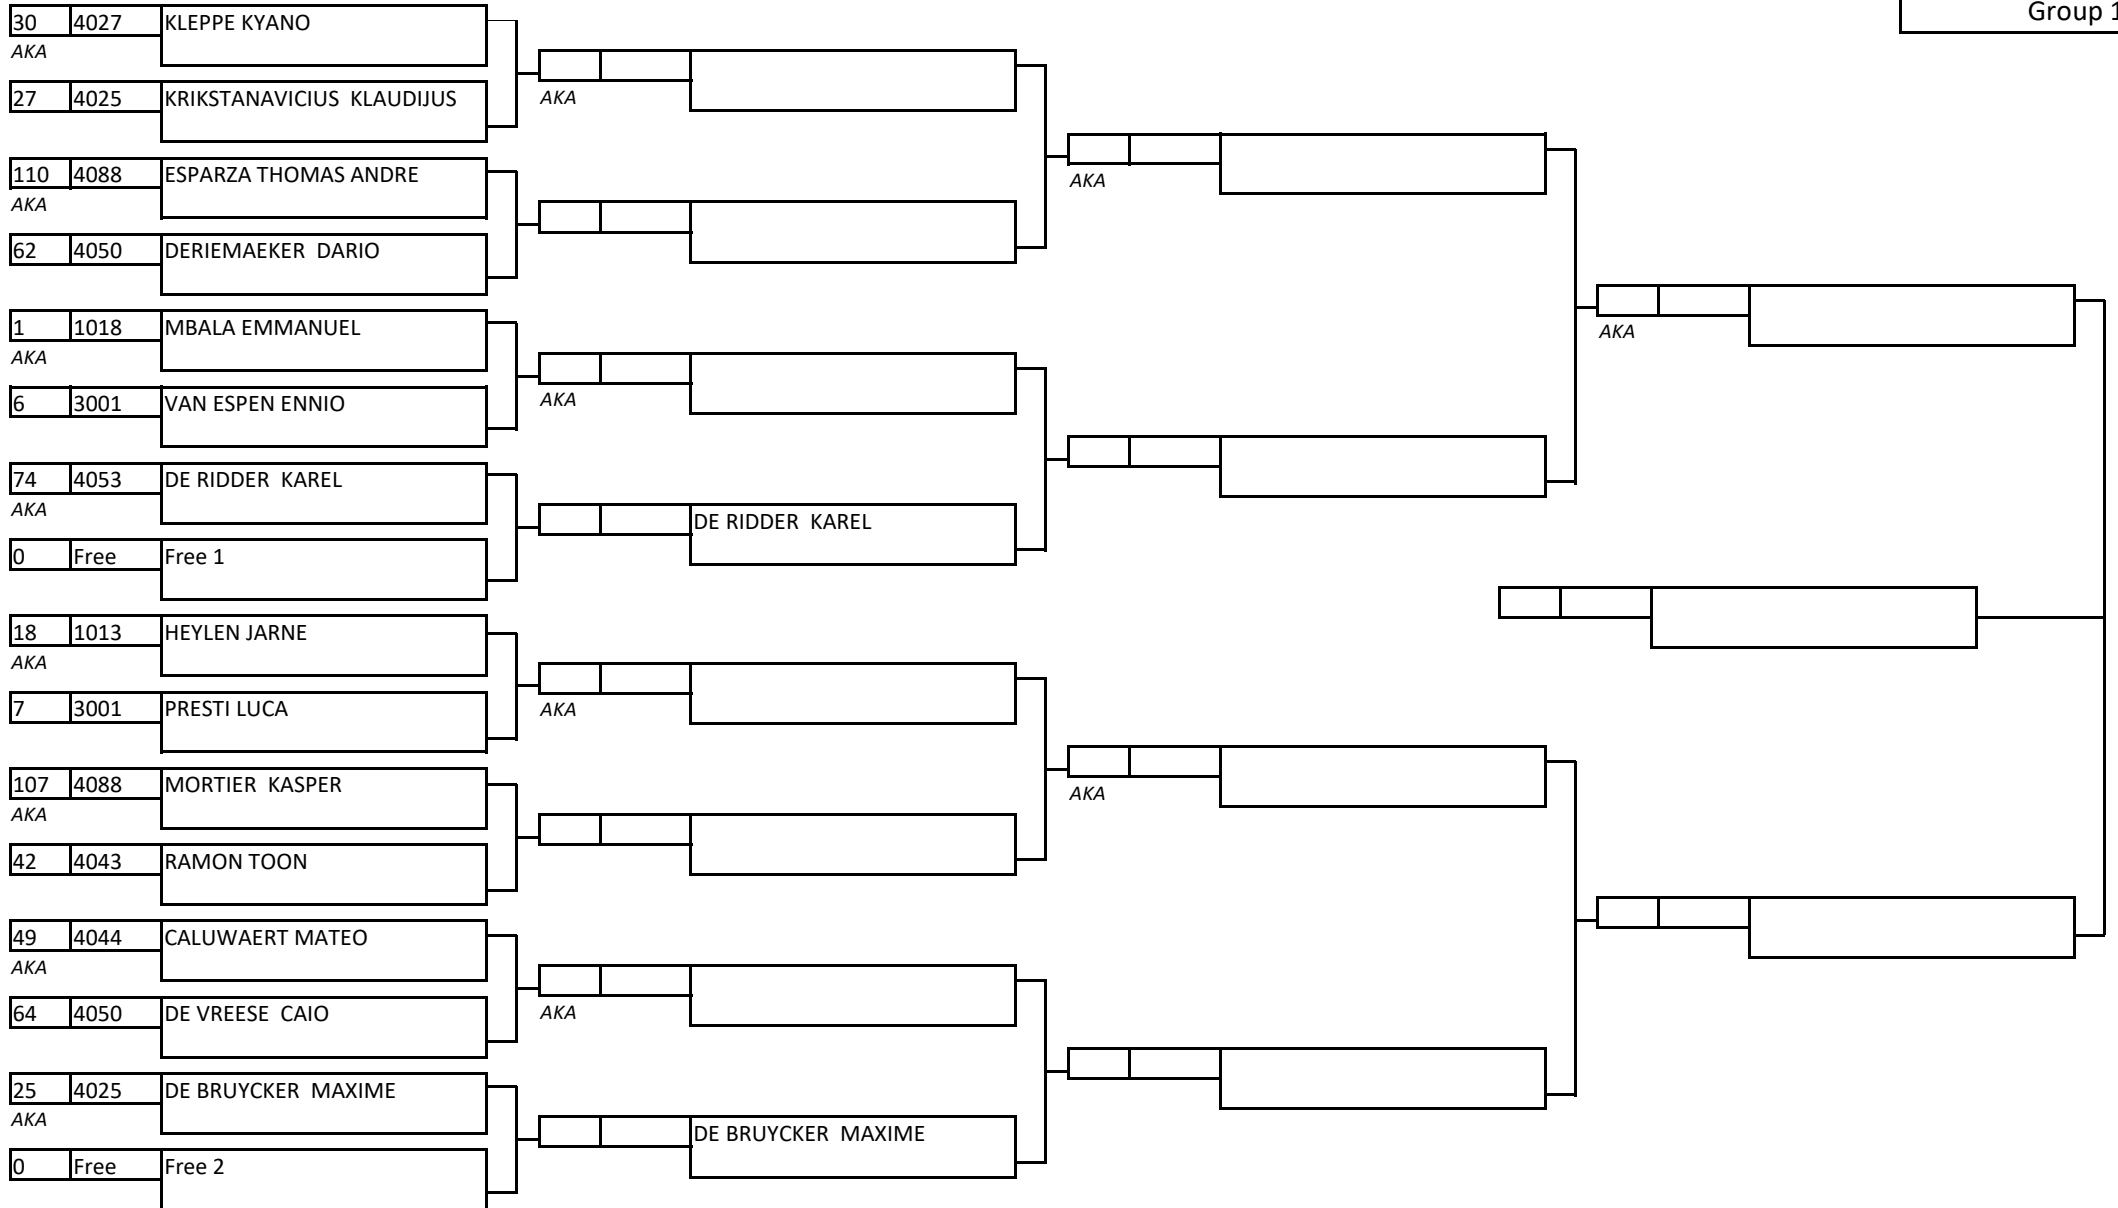 Group 1
30 4027 KLEPPE KYANO
AKA
27 4025 KRIKSTANAVICIUS KLAUDIJUS
AKA
110 4088 ESPARZA THOMAS ANDRE
AKA
AKA
62 4050 DERIEMAEKER DARIO
1 1018 MBALA EMMANUEL
AKA
AKA
6 3001 VAN ESPEN ENNIO
AKA
74 4053 DE RIDDER KAREL
AKA
DE RIDDER KAREL
0 Free Free 1
18 1013 HEYLEN JARNE
AKA
7 3001 PRESTI LUCA
AKA
107 4088 MORTIER KASPER
AKA
AKA
42 4043 RAMON TOON
49 4044 CALUWAERT MATEO
AKA
64 4050 DE VREESE CAIO
AKA
25 4025 DE BRUYCKER MAXIME
AKA
DE BRUYCKER MAXIME
0 Free Free 2